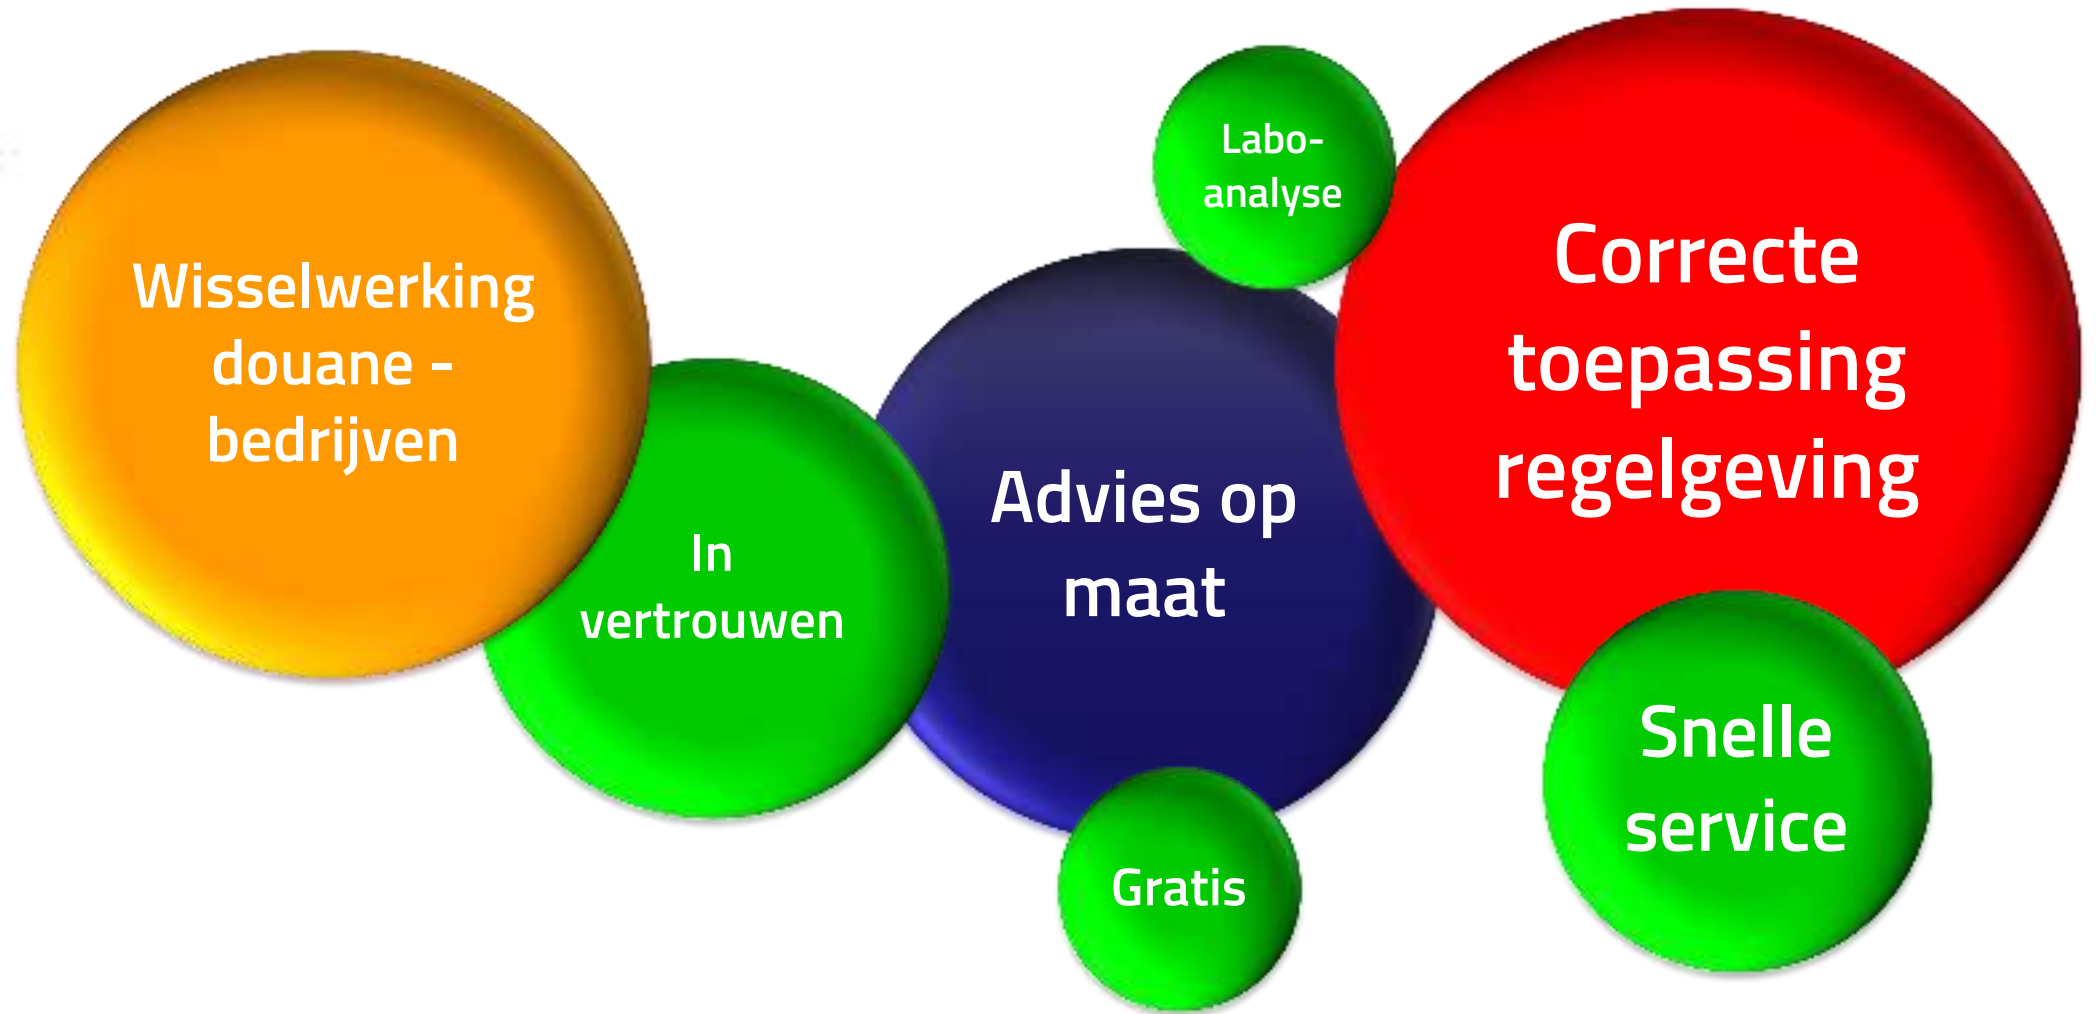 Wisselwerking
douane -
bedrijven
In
vertrouwen
Advies op
maat
Labo-
analyse
Gratis
Correcte
toepassing
regelgeving
Snelle
service